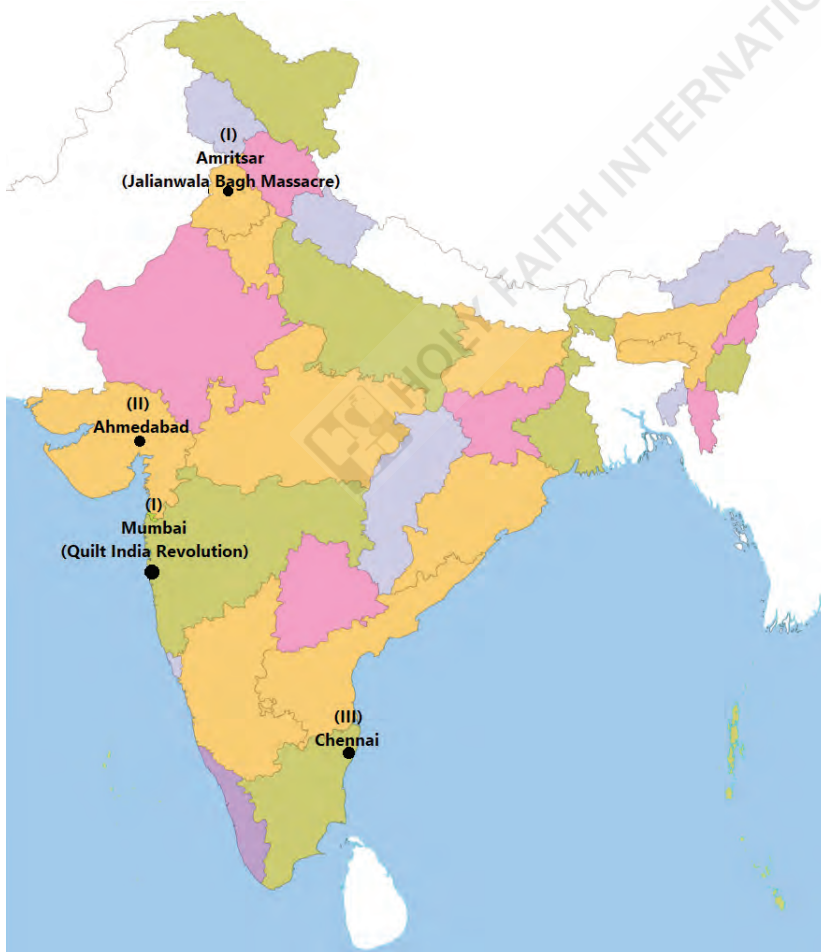 HOLY FAITH INTERNATIO
(I)
Amritsar
(Jalianwala Bagh Massacre)
(II)
Ahmedabad
(I)
Mumbai
(Quilt India Revolution)
(III)
Chennai